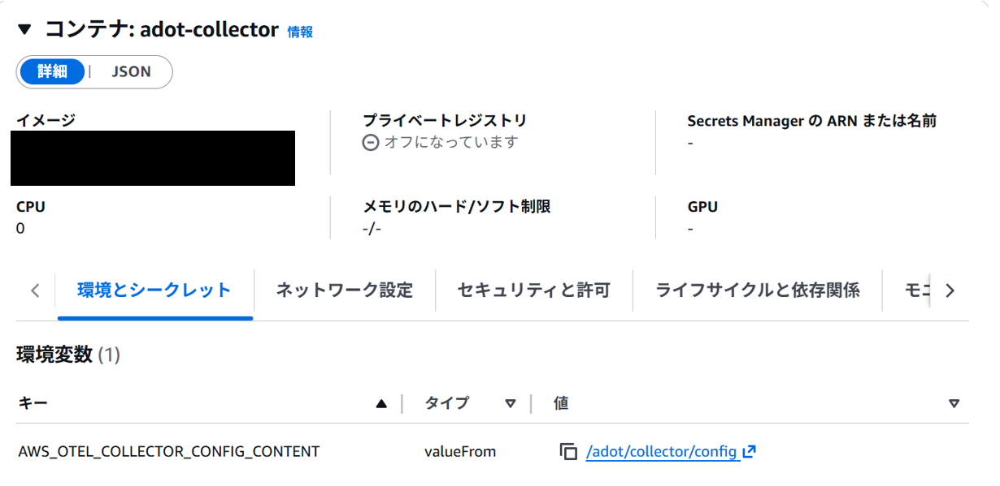 ▼ コンテナ: adot-collector 情報
詳細 | JSON
イメージ
プライベートレジストリ
オフになっています
Secrets Manager の ARN または名前
-
CPU
0
メモリのハード/ソフト制限
-/-
GPU
-
環境とシークレット
ネットワーク設定
セキュリティと許可
ライフサイクルと依存関係
環境変数 (1)
キー タイプ 値
AWS_OTEL_COLLECTOR_CONFIG_CONTENT valueFrom /adot/collector/config